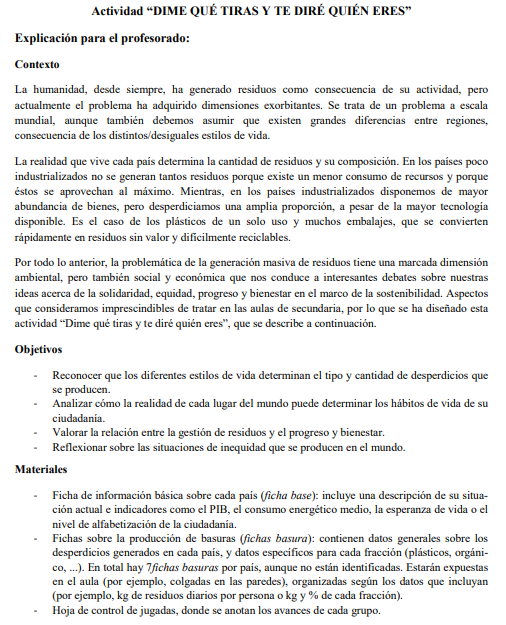 Actividad “DIME QUÉ TIRAS Y TE DIRÉ QUIÉN ERES”
Explicación para el profesorado:
Contexto
La humanidad, desde siempre, ha generado residuos como consecuencia de su actividad, pero
actualmente el problema ha adquirido dimensiones exorbitantes. Se trata de un problema a escala
mundial, aunque también debemos asumir que existen grandes diferencias entre regiones,
consecuencia de los distintos/desiguales estilos de vida.
La realidad que vive cada país determina la cantidad de residuos y su composición. En los países poco
industrializados no se generan tantos residuos porque existe un menor consumo de recursos y porque
éstos se aprovechan al máximo. Mientras, en los países industrializados disponemos de mayor
abundancia de bienes, pero desperdiciamos una amplia proporción, a pesar de la mayor tecnología
disponible. Es el caso de los plásticos de un solo uso y muchos embalajes, que se convierten
rápidamente en residuos sin valor y difícilmente reciclables.
Por todo lo anterior, la problemática de la generación masiva de residuos tiene una marcada dimensión
ambiental, pero también social y económica que nos conduce a interesantes debates sobre nuestras
ideas acerca de la solidaridad, equidad, progreso y bienestar en el marco de la sostenibilidad. Aspectos
que consideramos imprescindibles de tratar en las aulas de secundaria, por lo que se ha diseñado esta
actividad “Dime qué tiras y te diré quién eres”, que se describe a continuación.
Objetivos
- Reconocer que los diferentes estilos de vida determinan el tipo y cantidad de desperdicios que
se producen.
- Analizar cómo la realidad de cada lugar del mundo puede determinar los hábitos de vida de su
ciudadanía.
- Valorar la relación entre la gestión de residuos y el progreso y bienestar.
- Reflexionar sobre las situaciones de inequidad que se producen en el mundo.
Materiales
- Ficha de información básica sobre cada país (ficha base): incluye una descripción de su situa-
ción actual e indicadores como el PIB, el consumo energético medio, la esperanza de vida o el
nivel de alfabetización de la ciudadanía.
- Fichas sobre la producción de basuras (fichas basura): contienen datos generales sobre los
desperdicios generados en cada país, y datos específicos para cada fracción (plásticos, orgáni-
co, ...). En total hay 7 fichas basuras por país, aunque no están identificadas. Estarán expuestas
en el aula (por ejemplo, colgadas en las paredes), organizadas según los datos que incluyan
(por ejemplo, kg de residuos diarios por persona o kg y % de cada fracción).
- Hoja de control de jugadas, donde se anotan los avances de cada grupo.